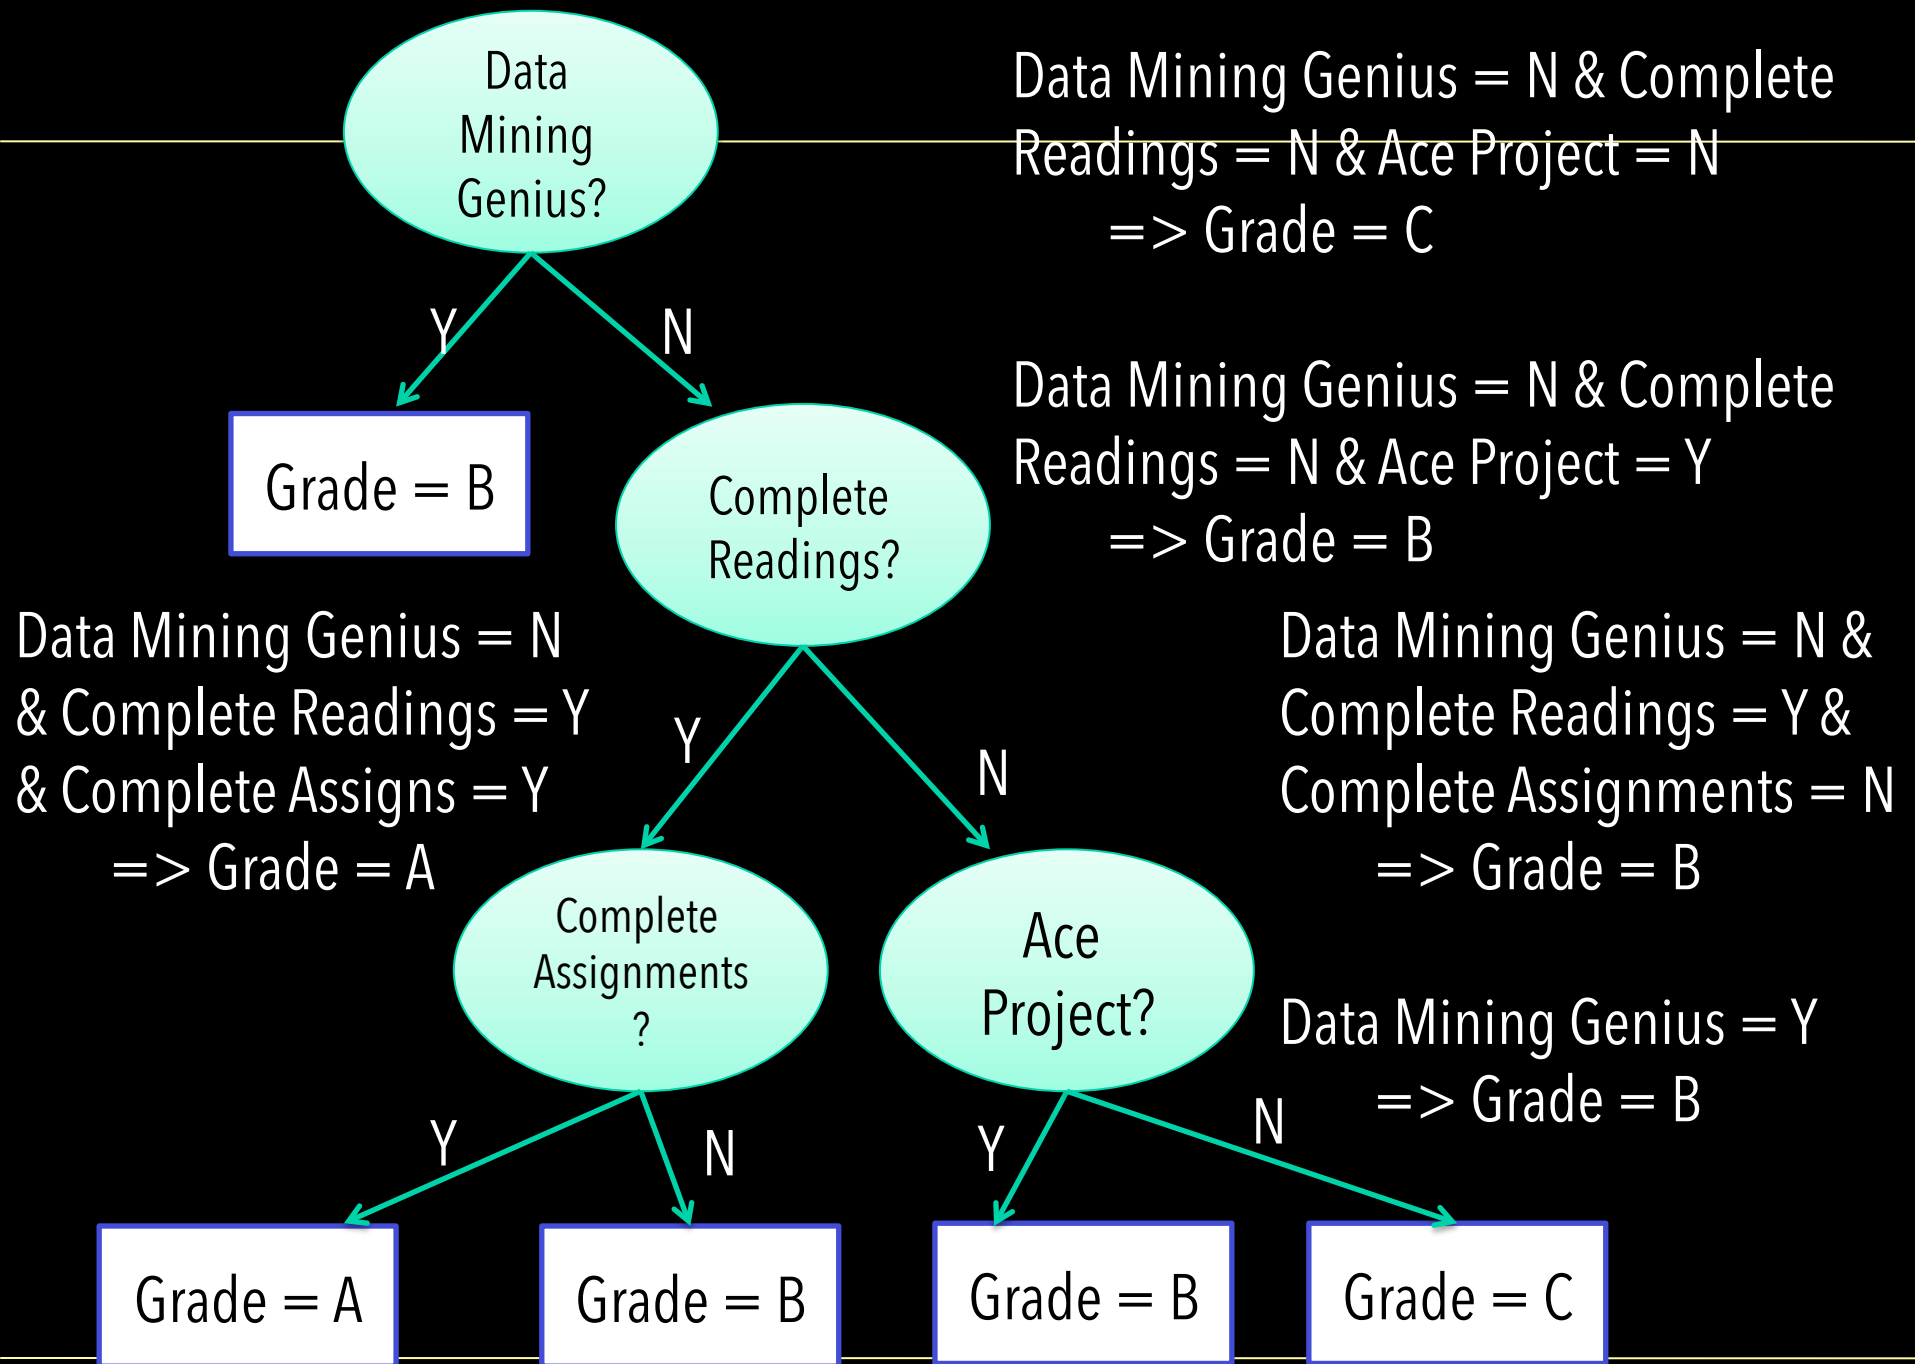 Data
Mining
Genius?
Data Mining Genius = N & Complete
Readings = N & Ace Project = N
=> Grade = C
Y
N
Grade = B
Complete
Readings?
Data Mining Genius = N & Complete
Readings = N & Ace Project = Y
=> Grade = B
Data Mining Genius = N
& Complete Readings = Y
& Complete Assigns = Y
=> Grade = A
Y
N
Data Mining Genius = N &
Complete Readings = Y &
Complete Assignments = N
=> Grade = B
Complete
Assignments
?
Ace
Project?
Data Mining Genius = Y
=> Grade = B
Y
N
Y
N
Grade = A
Grade = B
Grade = B
Grade = C